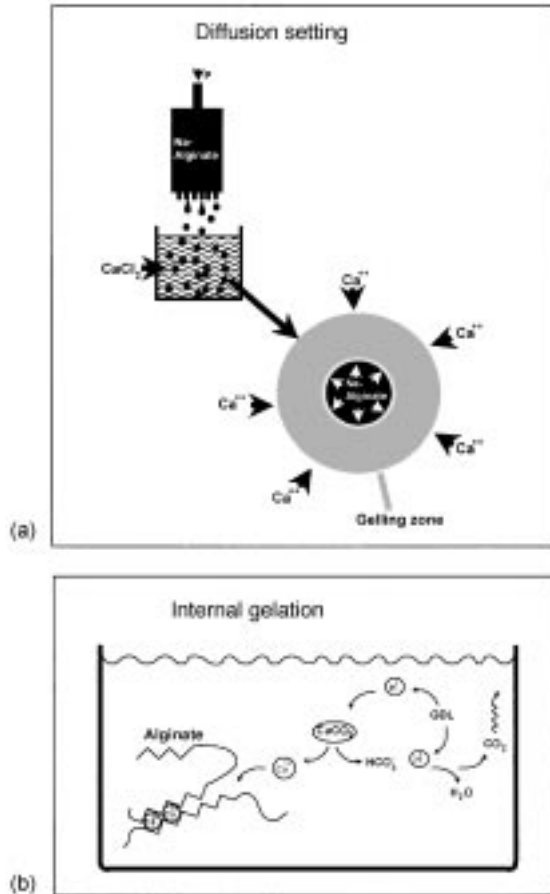 Diffusion setting
P
Na-
Alginate
CaCl₂
Ca⁺⁺
Ca⁺⁺
Ca⁺⁺
Na-
Alginate
Ca⁺⁺
Ca⁺⁺
Gelling zone
(a)
Internal gelation
Alginate
CaCO₃
GDL
CO₂
HCO₃
H₂O
(b)